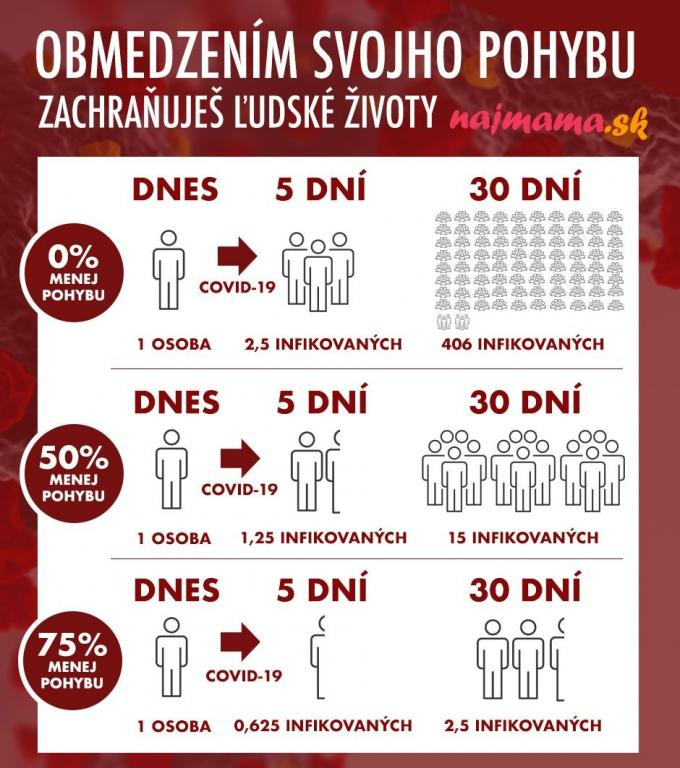 OBMEDZENÍM SVOJHO POHYBU
ZACHRAŇUJEŠ ĽUDSKÉ ŽIVOTY najmama.sk
DNES 5 DNÍ 30 DNÍ
0%
MENEJ
POHYBU
COVID-19
1 OSOBA 2,5 INFIKOVANÝCH 406 INFIKOVANÝCH
DNES 5 DNÍ 30 DNÍ
50%
MENEJ
POHYBU
COVID-19
1 OSOBA 1,25 INFIKOVANÝCH 15 INFIKOVANÝCH
DNES 5 DNÍ 30 DNÍ
75%
MENEJ
POHYBU
COVID-19
1 OSOBA 0,625 INFIKOVANÝCH 2,5 INFIKOVANÝCH